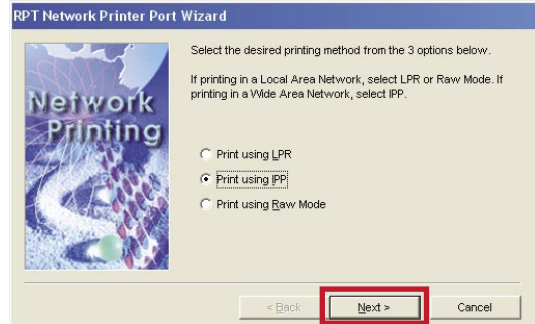 RPT Network Printer Port Wizard
Select the desired printing method from the 3 options below.
If printing in a Local Area Network, select LPR or Raw Mode. If
printing in a Wide Area Network, select IPP.
Network
Printing
Print using LPR
Print using IPP
Print using Raw Mode
< Back
Next >
Cancel